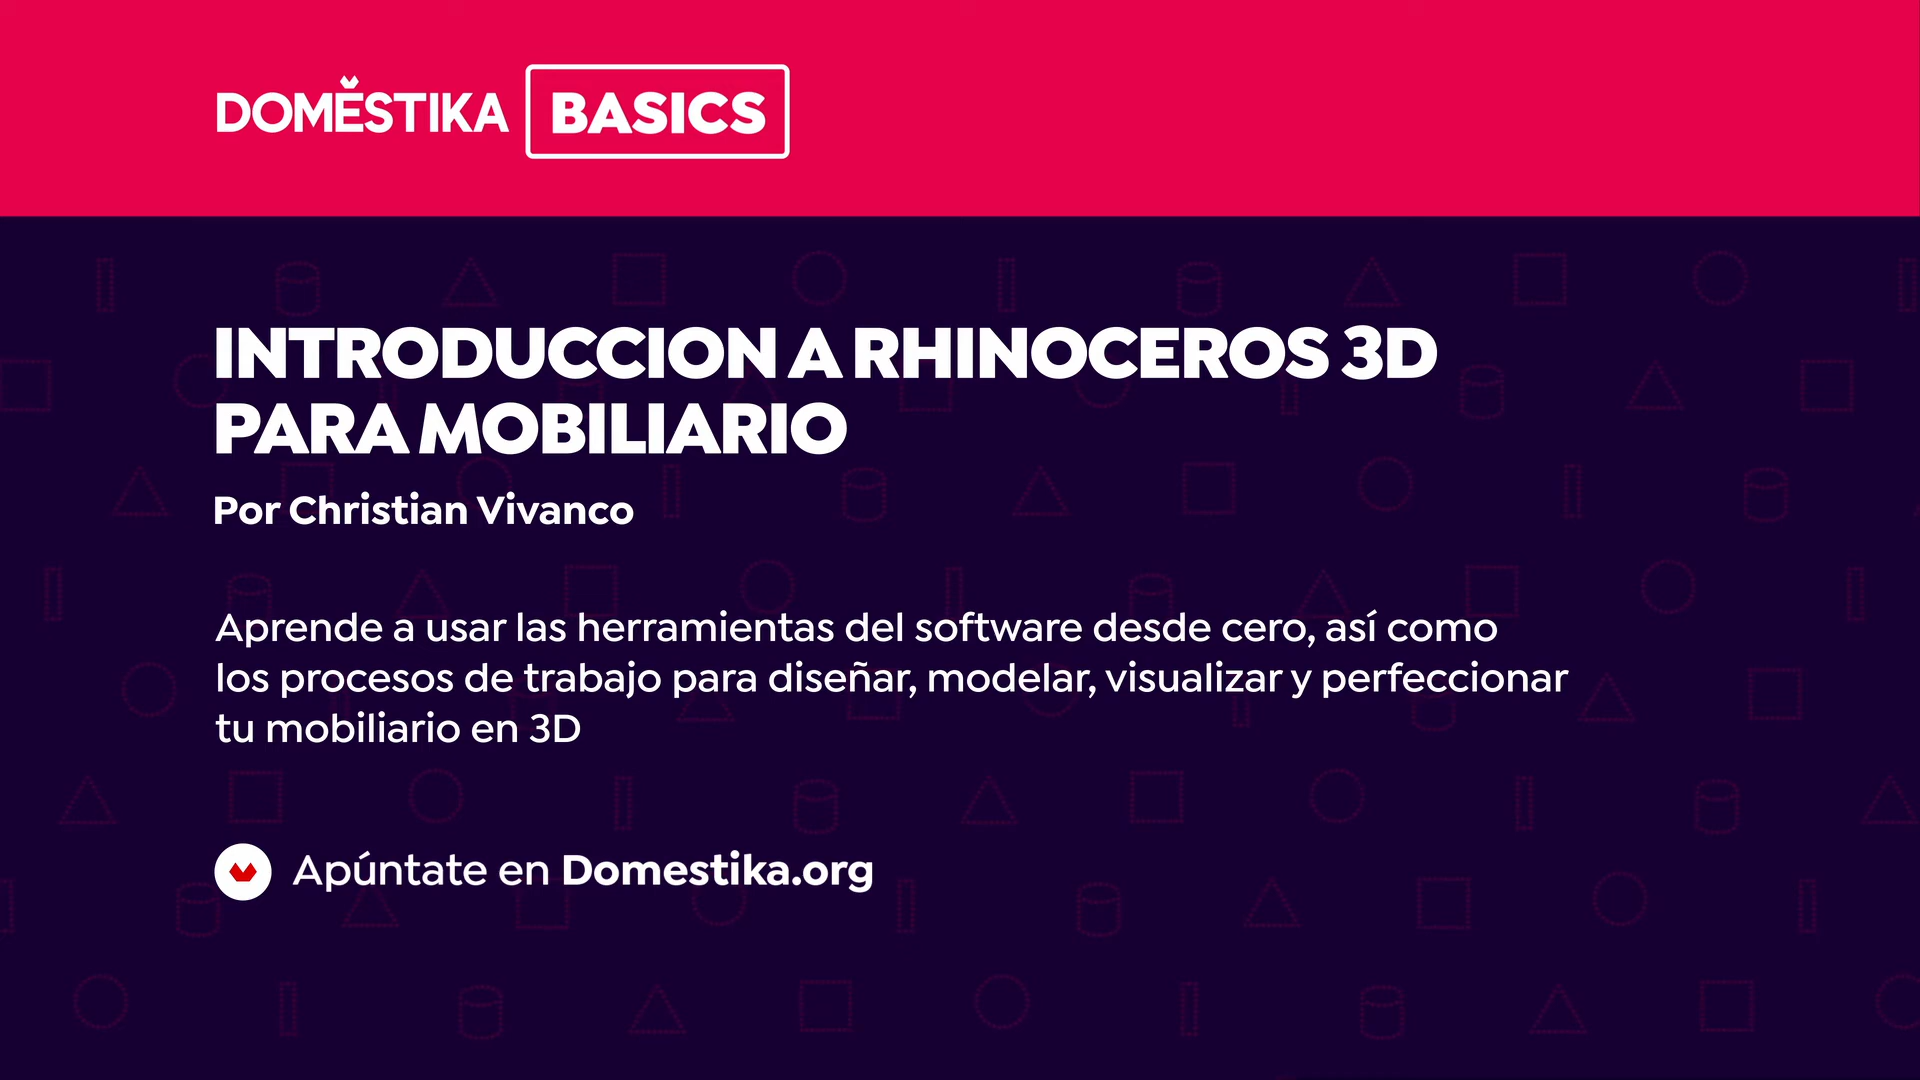 DOMESTIKA BASICS
INTRODUCCION A RHINOCEROS 3D
PARA MOBILIARIO
Por Christian Vivanco
Aprende a usar las herramientas del software desde cero, así como
los procesos de trabajo para diseñar, modelar, visualizar y perfeccionar
tu mobiliario en 3D
Apúntate en Domestika.org